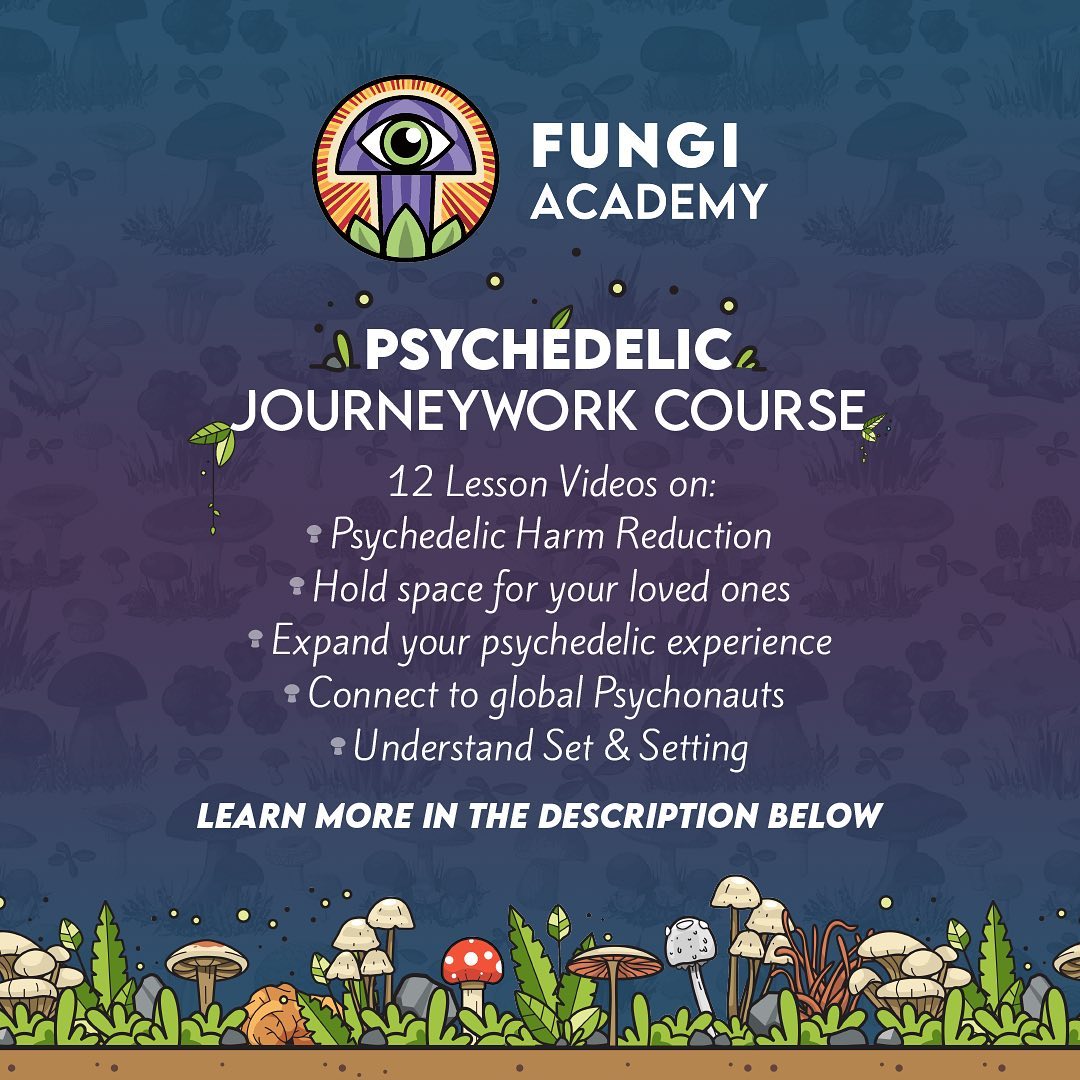 FUNGI
ACADEMY
PSYCHEDELIC
JOURNEYWORK COURSE
12 Lesson Videos on:
Psychedelic Harm Reduction
Hold space for your loved ones
Expand your psychedelic experience
Connect to global Psychonauts
Understand Set & Setting
LEARN MORE IN THE DESCRIPTION BELOW